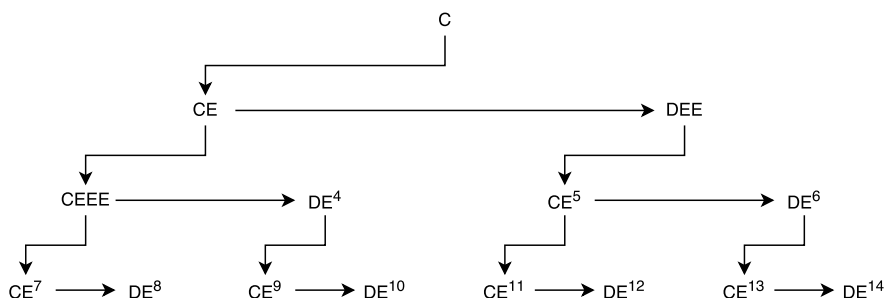 C
CE DEE
CEEE DE⁴ CE⁵ DE⁶
CE⁷ DE⁸ CE⁹ DE¹⁰ CE¹¹ DE¹² CE¹³ DE¹⁴